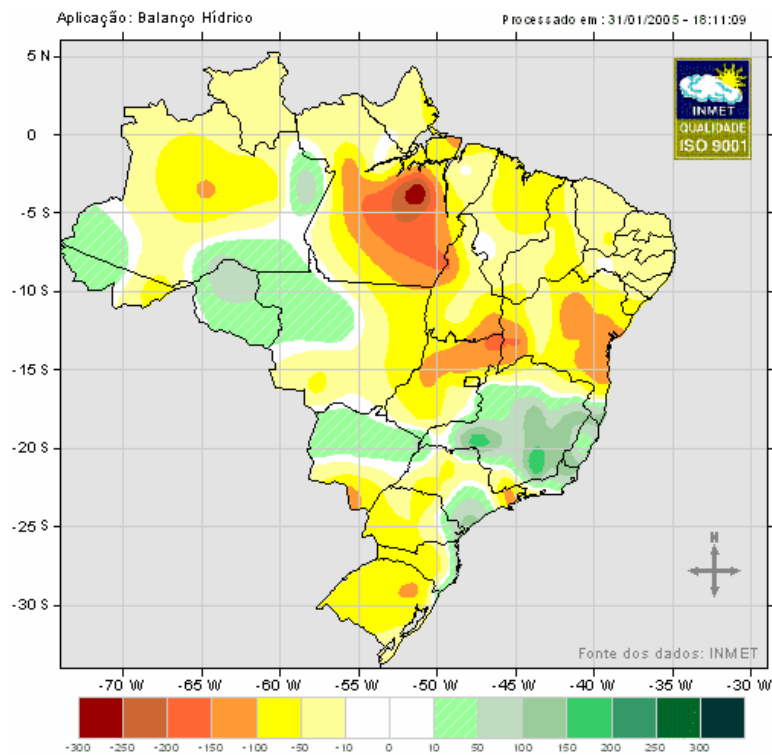 Aplicação: Balanço Hídrico
Processado em : 31/01/2005 - 18:11:09
INMET
QUALIDADE
ISO 9001
5 N
0
-5 S
-10 S
-15 S
-20 S
-25 S
-30 S
N
Fonte dos dados: INMET
-70 W -65 W -60 W -55 W -50 W -45 W -40 W -35 W -30 W
-300 -250 -200 -150 -100 -50 -10 0 10 50 100 150 200 250 300